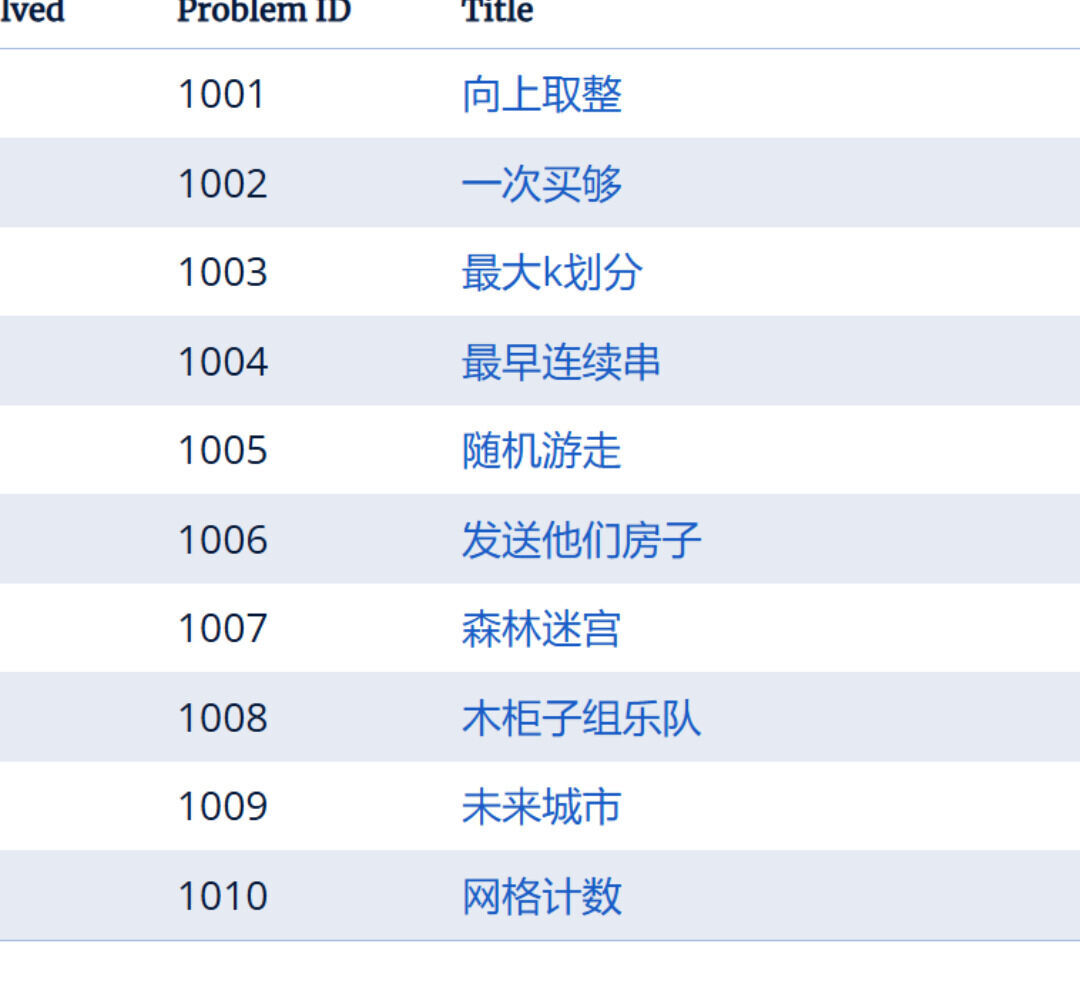 lved Problem ID Title
1001 向上取整
1002 一次买够
1003 最大k划分
1004 最早连续串
1005 随机游走
1006 发送他们房子
1007 森林迷宫
1008 木柜子组乐队
1009 未来城市
1010 网格计数